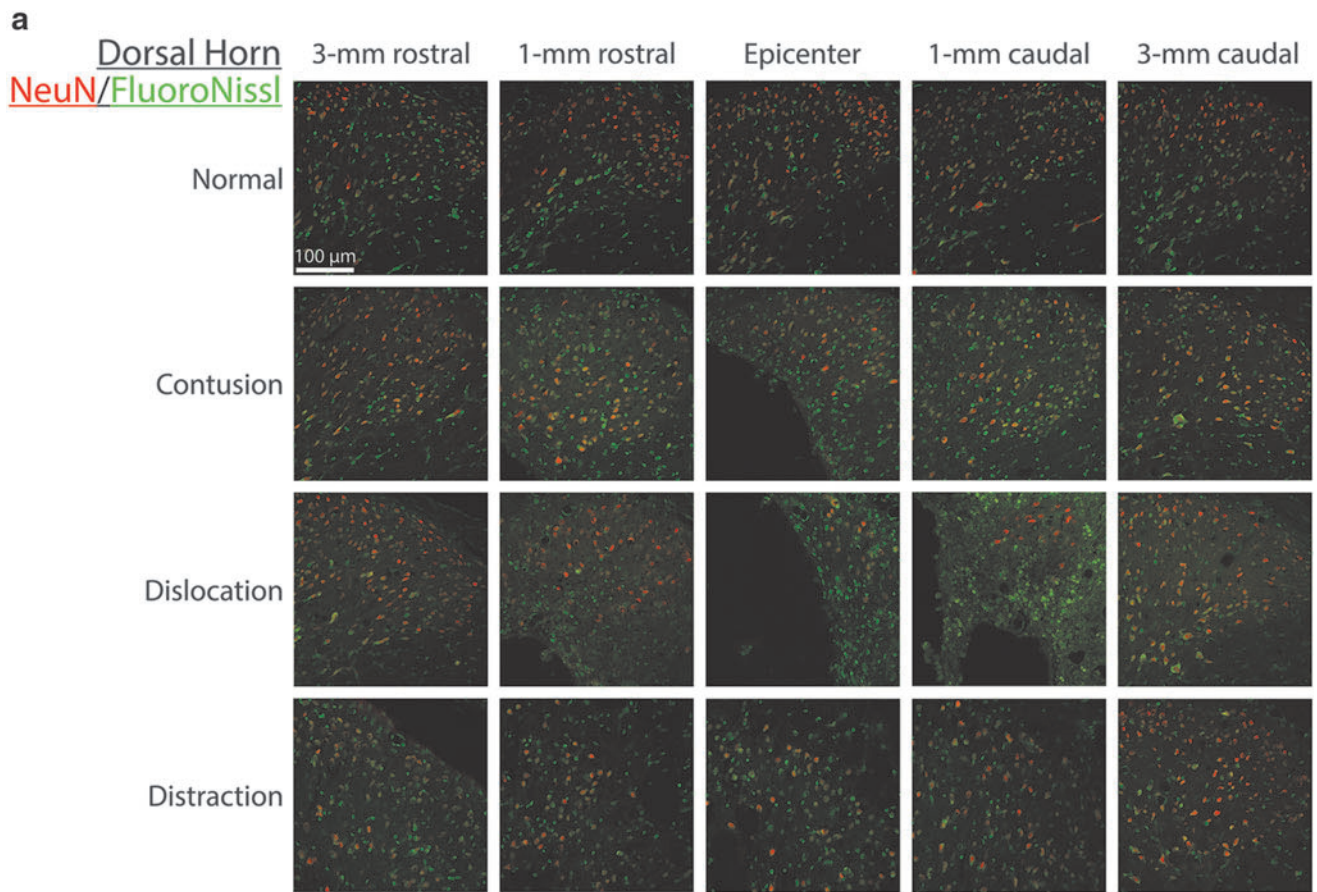 a
Dorsal Horn
NeuN/FluoroNissl
3-mm rostral
1-mm rostral
Epicenter
1-mm caudal
3-mm caudal
Normal
100 µm
Contusion
Dislocation
Distraction